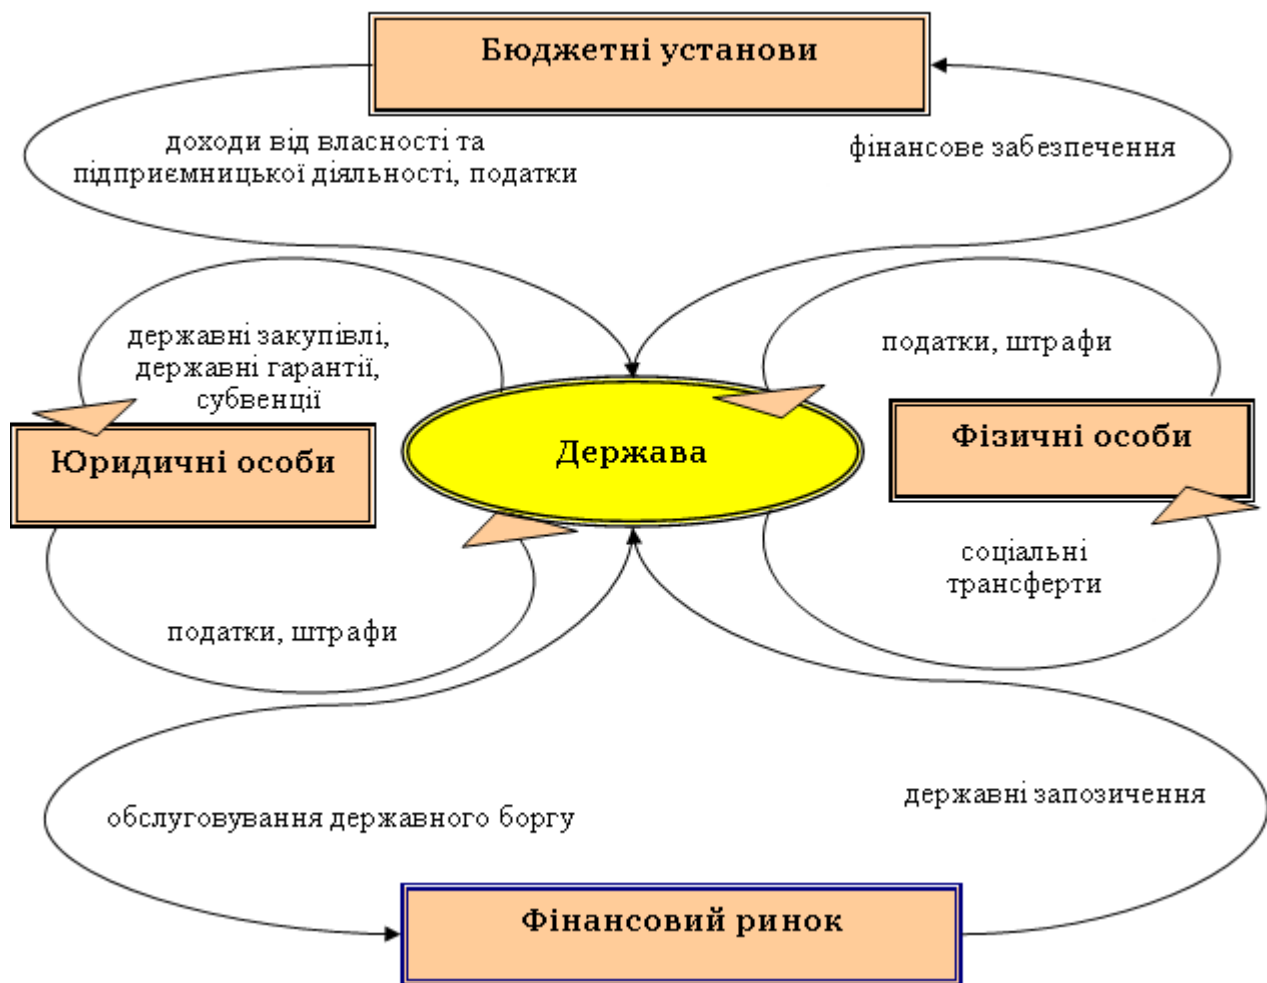 Бюджетні установи
доходи від власності та
підприємницької діяльності, податки
фінансове забезпечення
державні закупівлі,
державні гарантії,
субвенції
податки, штрафи
Юридичні особи
Держава
Фізичні особи
соціальні
трансферти
податки, штрафи
державні запозичення
обслуговування державного боргу
Фінансовий ринок